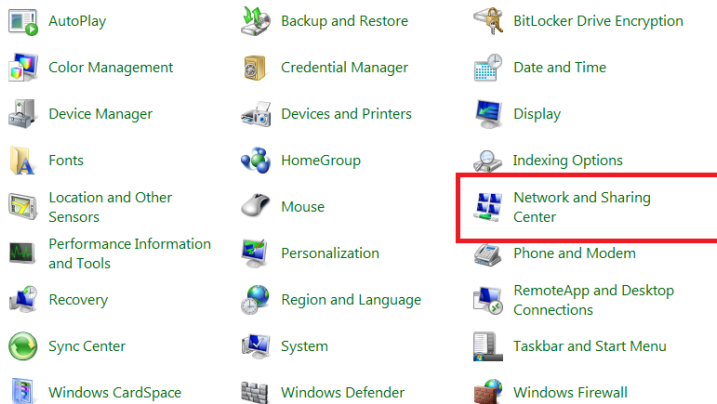 AutoPlay
Backup and Restore
BitLocker Drive Encryption
Color Management
Credential Manager
Date and Time
Device Manager
Devices and Printers
Display
Fonts
HomeGroup
Indexing Options
Location and Other
Sensors
Mouse
Network and Sharing
Center
Performance Information
and Tools
Personalization
Phone and Modem
Recovery
Region and Language
RemoteApp and Desktop
Connections
Sync Center
System
Taskbar and Start Menu
Windows CardSpace
Windows Defender
Windows Firewall